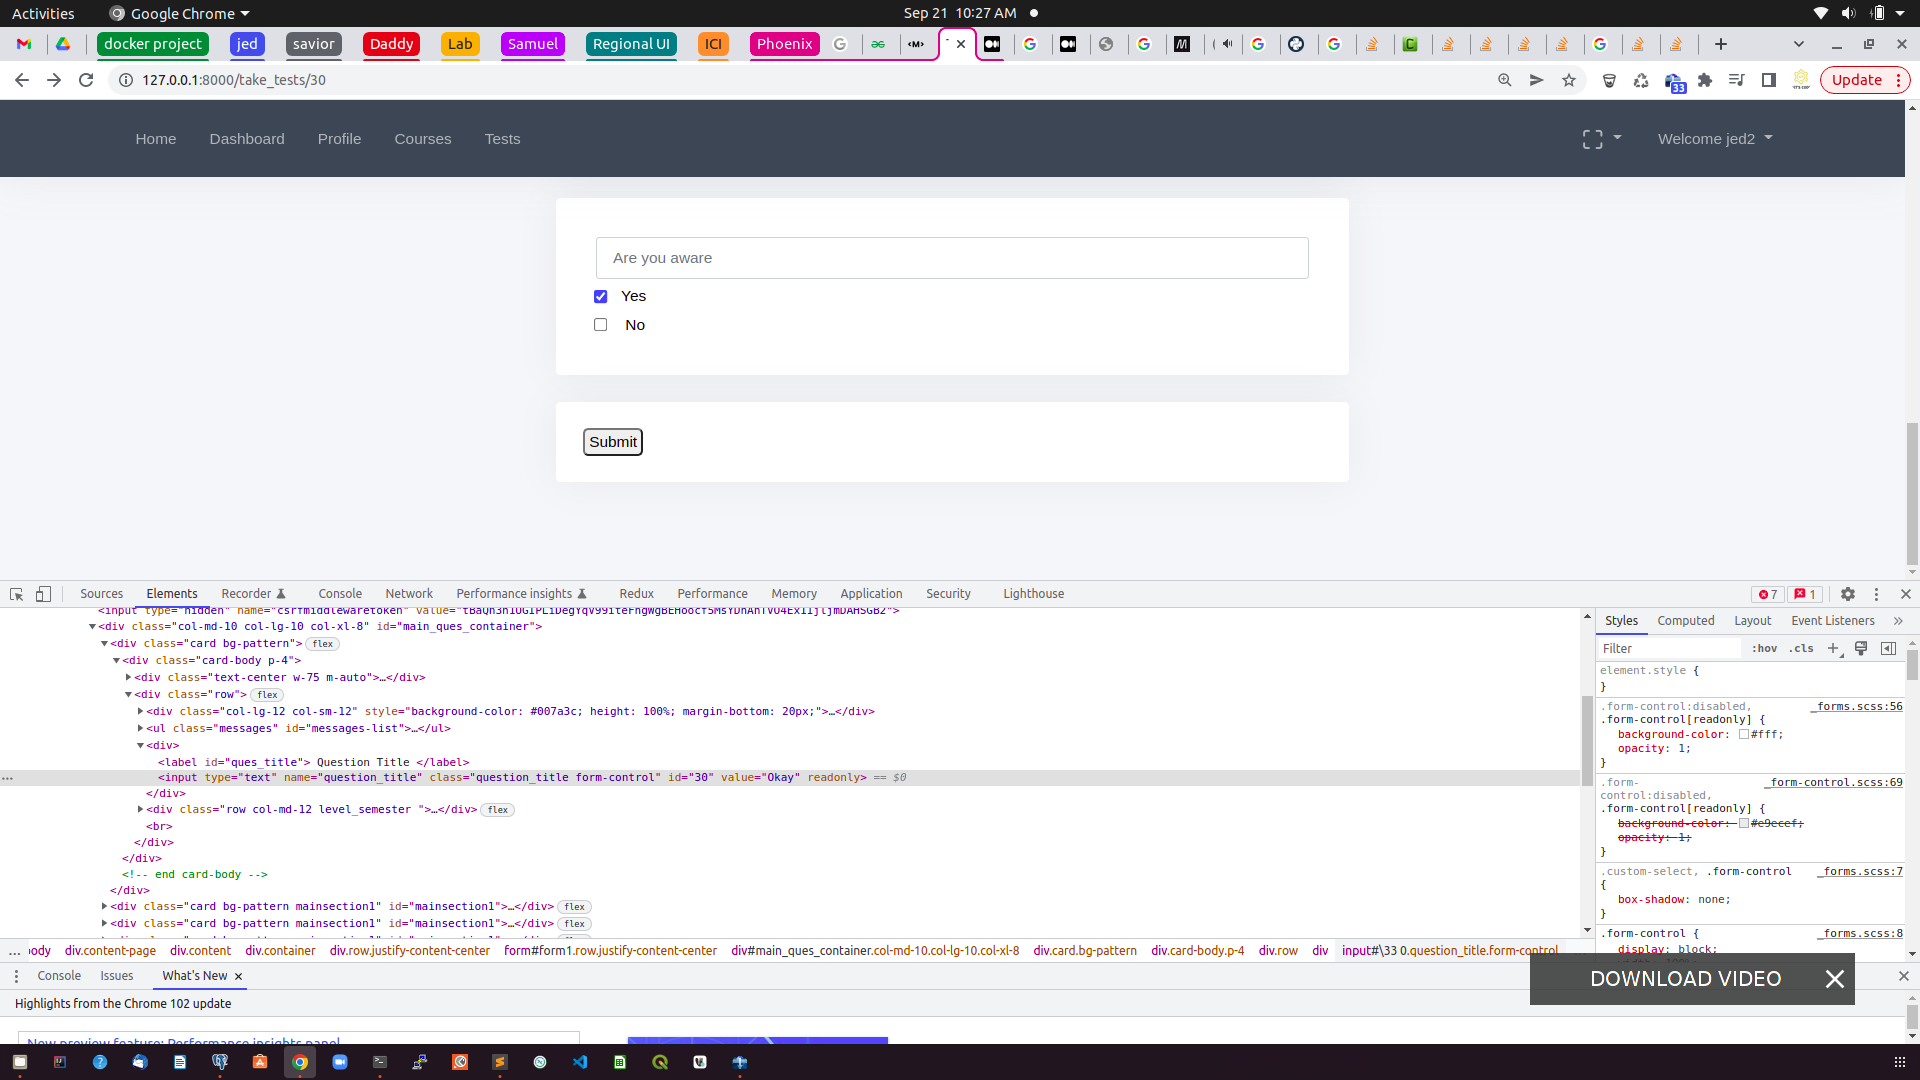 Activities
Google Chrome
Sep 21 10:27 AM
docker project
jed
savior
Daddy
Lab
Samuel
Regional UI
ICI
Phoenix
127.0.0.1:8000/take_tests/30
33
Update
Home
Dashboard
Profile
Courses
Tests
Welcome jed2
Are you aware
Yes
No
Submit
Sources
Elements
Recorder
Console
Network
Performance insights
Redux
Performance
Memory
Application
Security
Lighthouse
7
1
<div class="col-md-10 col-lg-10 col-xl-8" id="main_ques_container">
<div class="card bg-pattern"> flex
<div class="card-body p-4">
<div class="text-center w-75 m-auto">…</div>
<div class="row"> flex
<div class="col-lg-12 col-sm-12" style="background-color: #007a3c; height: 100%; margin-bottom: 20px;">…</div>
<ul class="messages" id="messages-list">…</ul>
<div>
<label id="ques_title"> Question Title </label>
<input type="text" name="question_title" class="question_title form-control" id="30" value="Okay" readonly> == $0
</div>
<div class="row col-md-12 level_semester ">…</div> flex
<br>
</div>
</div>
<!-- end card-body -->
</div>
<div class="card bg-pattern mainsection1" id="mainsection1">…</div> flex
<div class="card bg-pattern mainsection1" id="mainsection1">…</div> flex
Styles
Computed
Layout
Event Listeners
Filter
:hov
.cls
element.style {
}
.form-control:disabled, _forms.scss:56
.form-control[readonly] {
background-color: #fff;
opacity: 1;
}
.form- _form-control.scss:69
control:disabled,
.form-control[readonly] {
background-color: #e9ecef;
opacity: 1;
}
.custom-select, .form-control _forms.scss:7
{
box-shadow: none;
}
.form-control { _forms.scss:8
display: block;
... body div.content-page div.content div.container div.row.justify-content-center form#form1.row.justify-content-center div#main_ques_container.col-md-10.col-lg-10.col-xl-8 div.card.bg-pattern div.card-body.p-4 div.row div input#\33 0.question_title.form-control
Console
Issues
What's New
DOWNLOAD VIDEO
Highlights from the Chrome 102 update
New preview feature: Performance insights panel